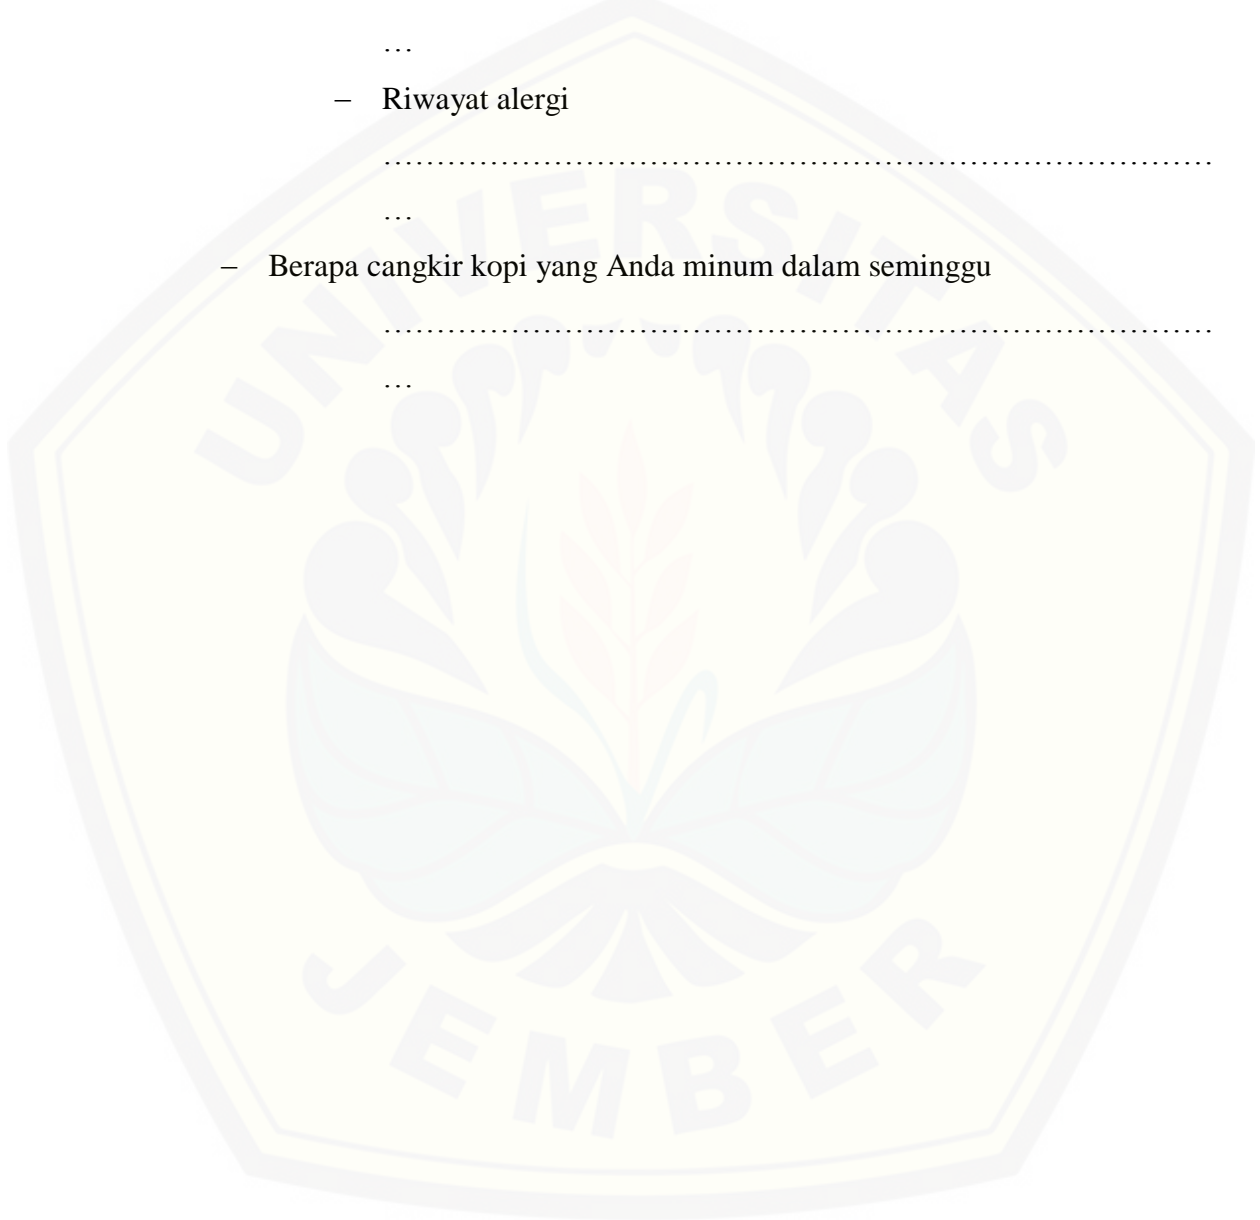 …
– Riwayat alergi
……………………………………………………………………
…
– Berapa cangkir kopi yang Anda minum dalam seminggu
……………………………………………………………………
…
UNIVERSITAS
JEMBER